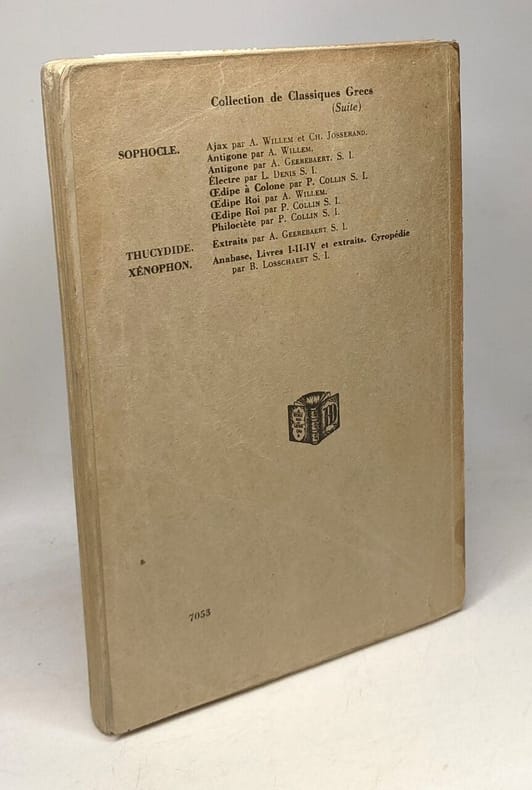 Collection de Classiques Grecs
(Suite)
SOPHOCLE. Ajax par A. WILLEM et CH. JOSSERAND.
Antigone par A. WILLEM.
Antigone par A. GEEREBAERT, S. I.
Électre par L. DENIS S. I.
Œdipe à Colone par P. COLLIN S. I.
Œdipe Roi par A. WILLEM.
Œdipe Roi par P. COLLIN S. I.
Philoctète par P. COLLIN S. I.
THUCYDIDE. Extraits par A. GEEREBAERT S. I.
XÉNOPHON. Anabase, Livres I-II-IV et extraits. Cyropédie
par B. LOSSCHAERT S. I.
7053